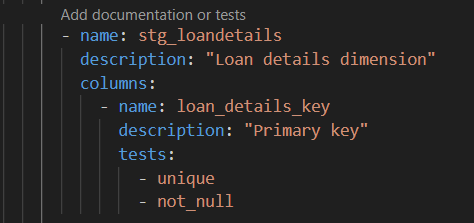 Add documentation or tests
- name: stg_loandetails
description: "Loan details dimension"
columns:
- name: loan_details_key
description: "Primary key"
tests:
- unique
- not_null